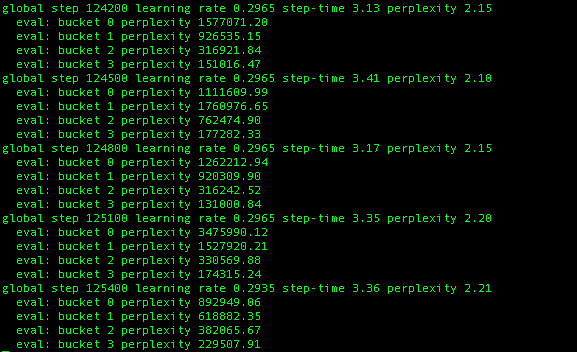 global step 124200 learning rate 0.2965 step-time 3.13 perplexity 2.15
eval: bucket 0 perplexity 1577071.20
eval: bucket 1 perplexity 926535.15
eval: bucket 2 perplexity 316921.84
eval: bucket 3 perplexity 151016.47
global step 124500 learning rate 0.2965 step-time 3.41 perplexity 2.10
eval: bucket 0 perplexity 1111609.99
eval: bucket 1 perplexity 1760976.65
eval: bucket 2 perplexity 762474.90
eval: bucket 3 perplexity 177282.33
global step 124800 learning rate 0.2965 step-time 3.17 perplexity 2.15
eval: bucket 0 perplexity 1262212.94
eval: bucket 1 perplexity 920309.90
eval: bucket 2 perplexity 316242.52
eval: bucket 3 perplexity 131000.84
global step 125100 learning rate 0.2965 step-time 3.35 perplexity 2.20
eval: bucket 0 perplexity 3475990.12
eval: bucket 1 perplexity 1527920.21
eval: bucket 2 perplexity 330569.88
eval: bucket 3 perplexity 174315.24
global step 125400 learning rate 0.2935 step-time 3.36 perplexity 2.21
eval: bucket 0 perplexity 892949.06
eval: bucket 1 perplexity 618882.35
eval: bucket 2 perplexity 382065.67
eval: bucket 3 perplexity 229507.91